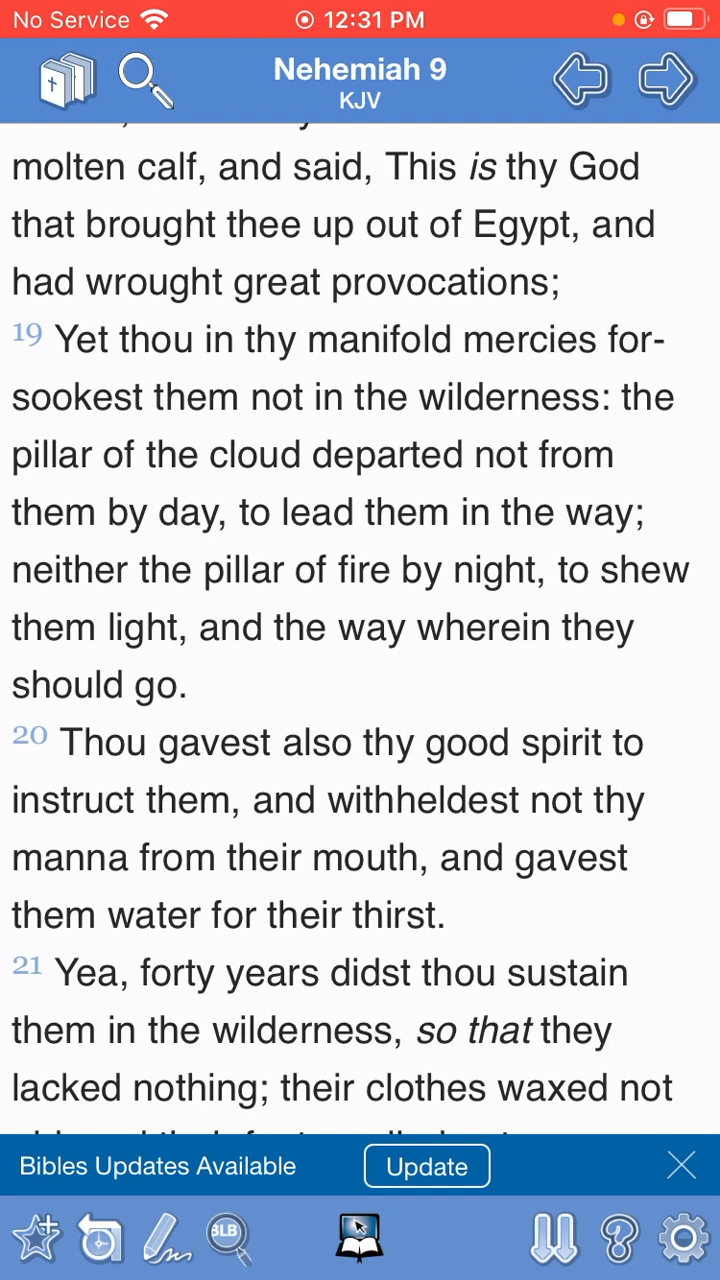 No Service 12:31 PM
Nehemiah 9
KJV
molten calf, and said, This is thy God
that brought thee up out of Egypt, and
had wrought great provocations;
19 Yet thou in thy manifold mercies for-
sookest them not in the wilderness: the
pillar of the cloud departed not from
them by day, to lead them in the way;
neither the pillar of fire by night, to shew
them light, and the way wherein they
should go.
20 Thou gavest also thy good spirit to
instruct them, and withheldest not thy
manna from their mouth, and gavest
them water for their thirst.
21 Yea, forty years didst thou sustain
them in the wilderness, so that they
lacked nothing; their clothes waxed not
Bibles Updates Available Update
BLB